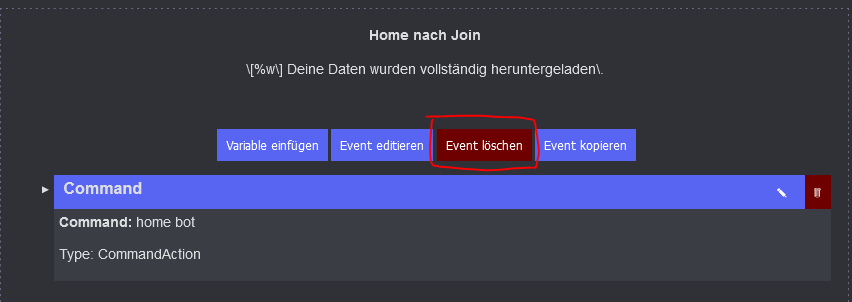 Home nach Join
\[%w\] Deine Daten wurden vollständig heruntergeladen\.
Variable einfügen Event editieren Event löschen Event kopieren
Command
Command: home bot
Type: CommandAction